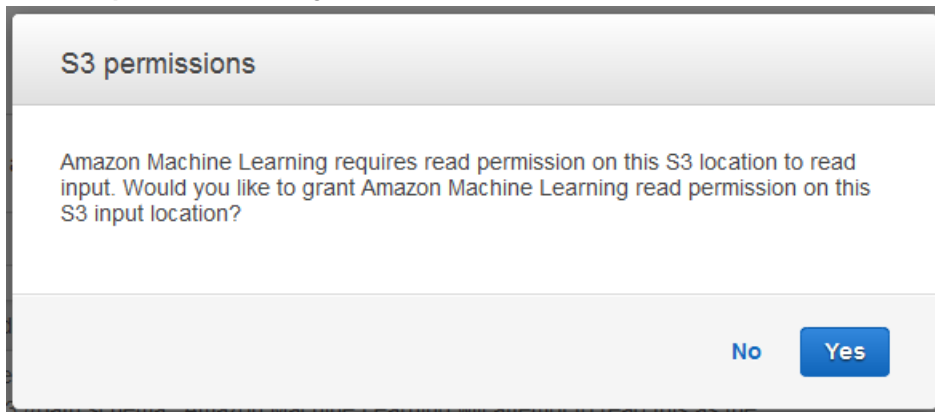 S3 permissions
Amazon Machine Learning requires read permission on this S3 location to read
input. Would you like to grant Amazon Machine Learning read permission on this
S3 input location?
No Yes